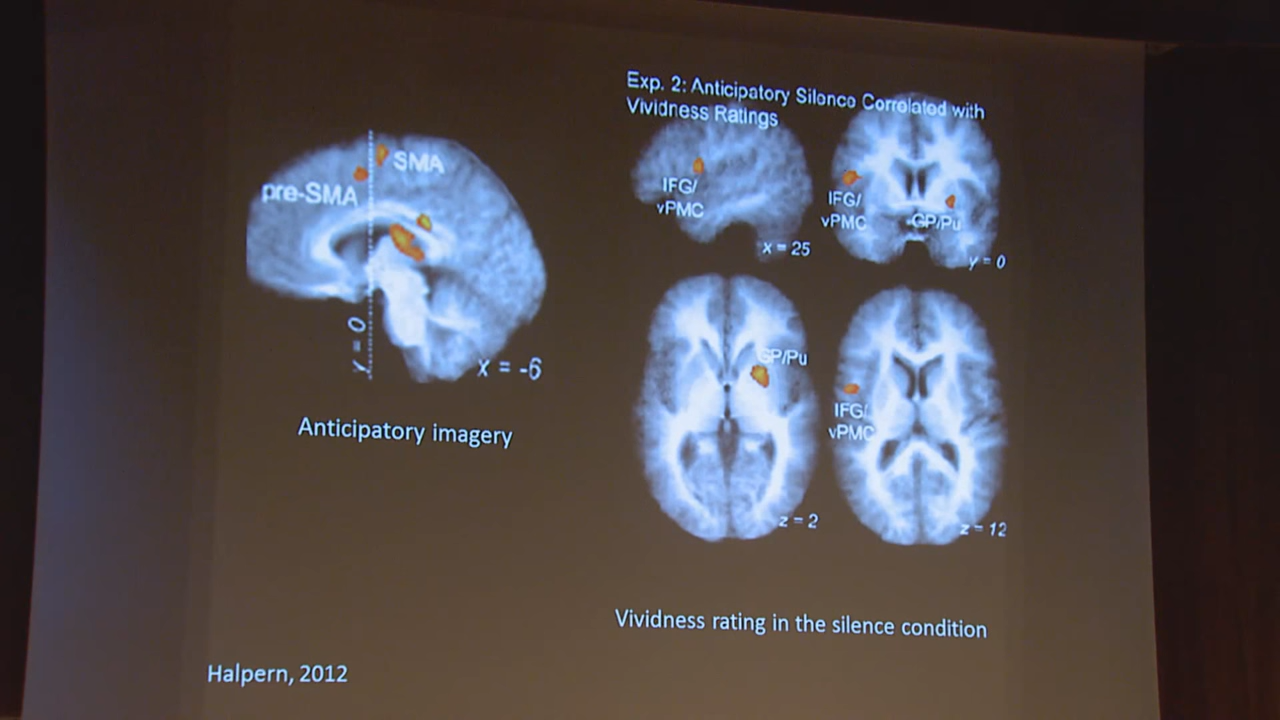 SMA
pre-SMA
y = 0
x = -6
Anticipatory imagery
Exp. 2: Anticipatory Silence Correlated with
Vividness Ratings
IFG/
vPMC
x = 25
IFG/
vPMC
GP/Pu
y = 0
GP/Pu
z = 2
IFG/
vPMC
z = 12
Vividness rating in the silence condition
Halpern, 2012